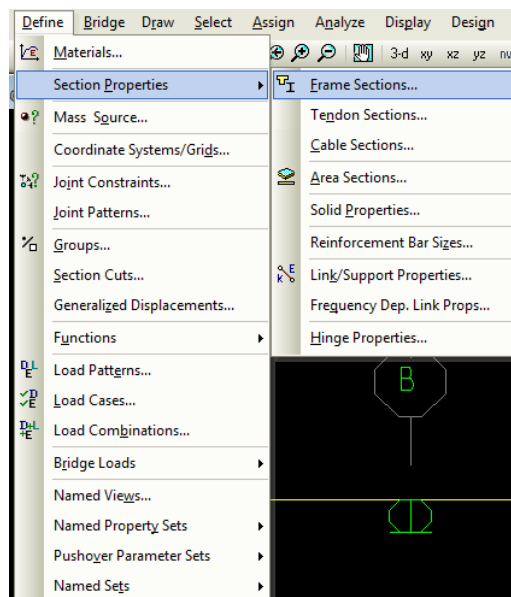 Define Bridge Draw Select Assign Analyze Display Design
Materials... 3-d xy xz yz nv
Section Properties Frame Sections...
Mass Source... Tendon Sections...
Coordinate Systems/Grids... Cable Sections...
Joint Constraints... Area Sections...
Joint Patterns... Solid Properties...
Groups... Reinforcement Bar Sizes...
Section Cuts... Link/Support Properties...
Generalized Displacements... Frequency Dep. Link Props...
Functions Hinge Properties...
Load Patterns...
B
Load Cases...
Load Combinations...
Bridge Loads
Named Views...
Named Property Sets
Pushover Parameter Sets
Named Sets